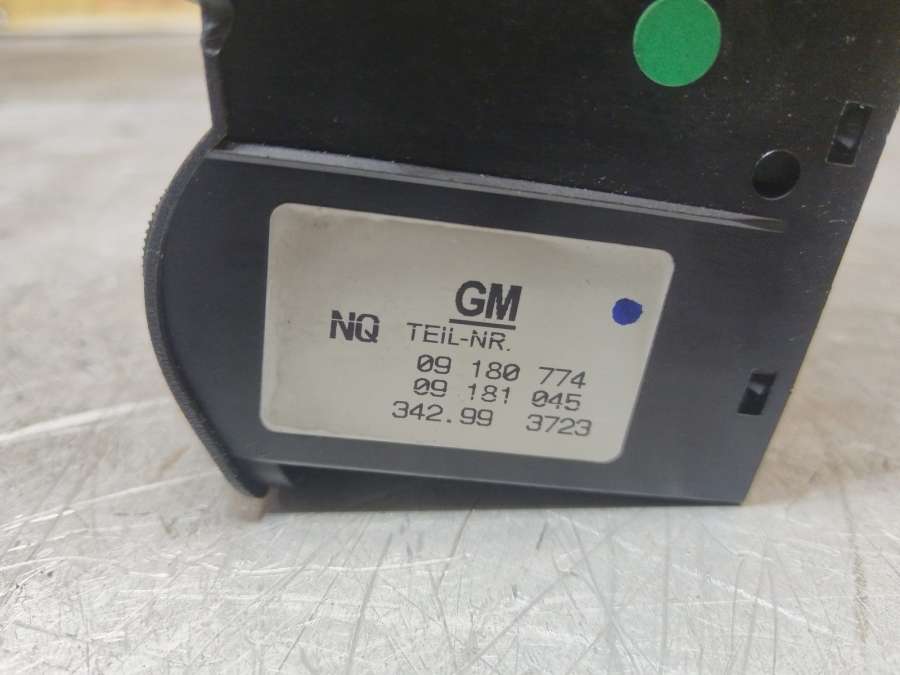 GM
NQ TEiL-NR.
09 180 774
09 181 045
342.99 3723